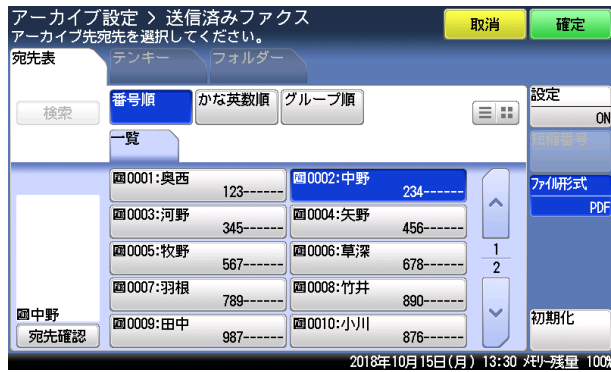 アーカイブ設定 > 送信済みファクス
アーカイブ先宛先を選択してください。
取消
確定
宛先表
テンキー
フォルダー
検索
番号順
かな英数順
グループ順
一覧
0001:奥西
123------
0002:中野
234------
0003:河野
345------
0004:矢野
456------
0005:牧野
567------
0006:草深
678------
0007:羽根
789------
0008:竹井
890------
0009:田中
987------
0010:小川
876------
1
2
中野
宛先確認
設定
ON
短縮番号
ファイル形式
PDF
初期化
2018年10月15日(月) 13:30 メモリー残量 100%